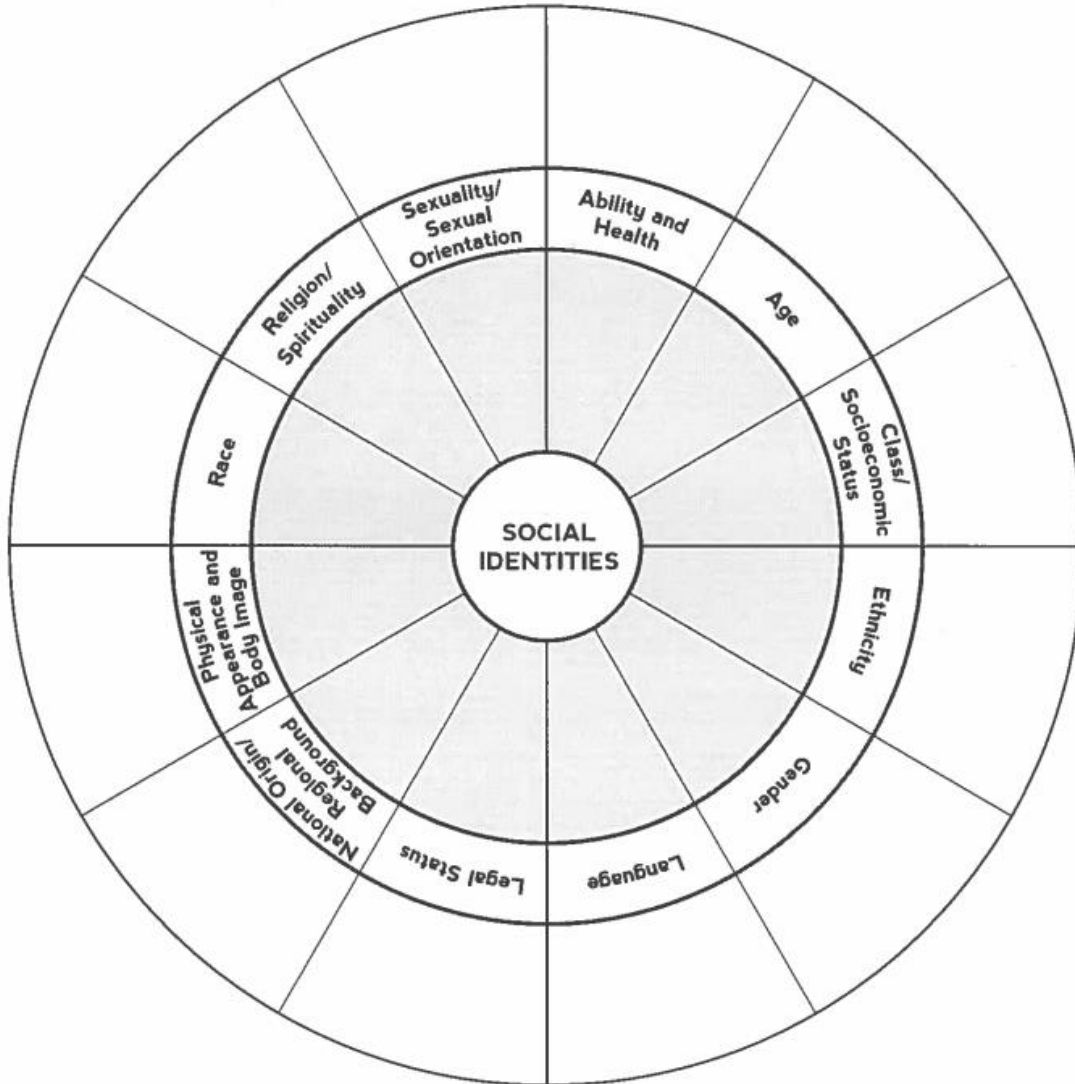 SOCIAL
IDENTITIES
Ability and
Health
Age
Class/
Socioeconomic
Status
Ethnicity
Gender
Language
Legal Status
National Origin/
Regional
Background
Physical
Appearance and
Body Image
Race
Religion/
Spirituality
Sexuality/
Sexual
Orientation